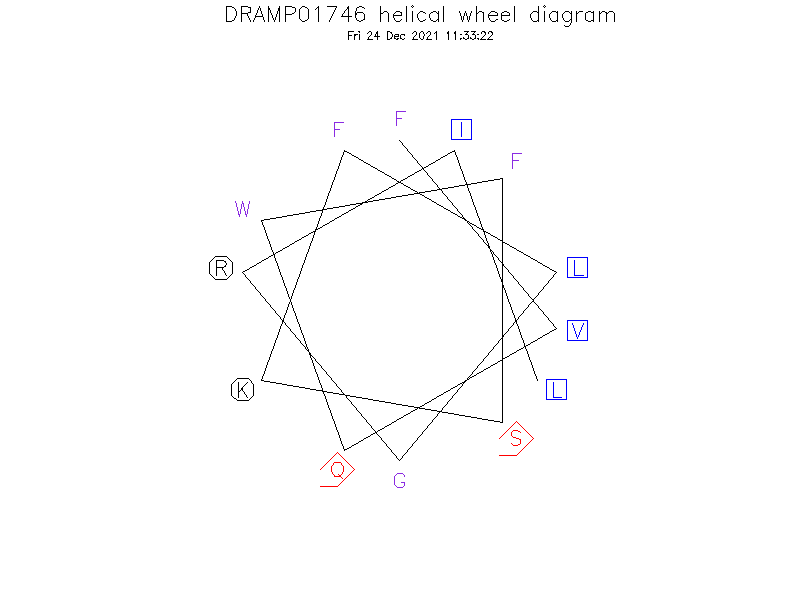 DRAMP01746 helical wheel diagram
Fri 24 Dec 2021 11:33:22
F
F
I
F
W
R
L
V
K
L
S
Q
G